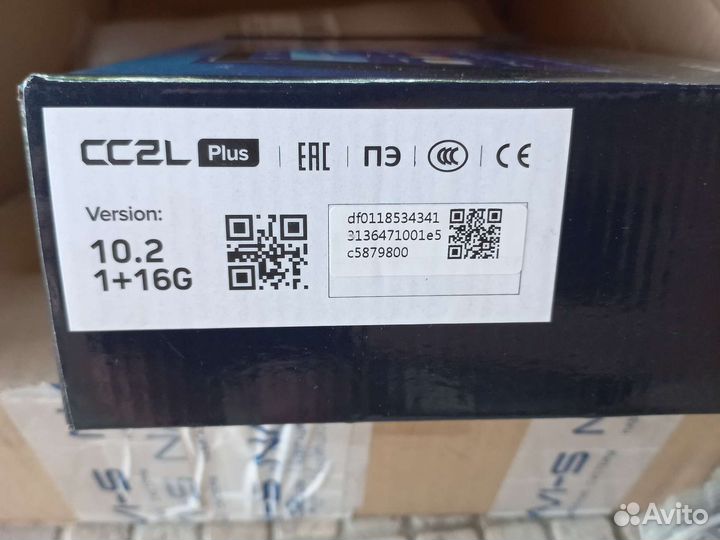 CC2L Plus | EAC | ПЭ | CCC | CE
Version:
10.2
1+16G
df0118534341
3136471001e5
c5879800
Avito